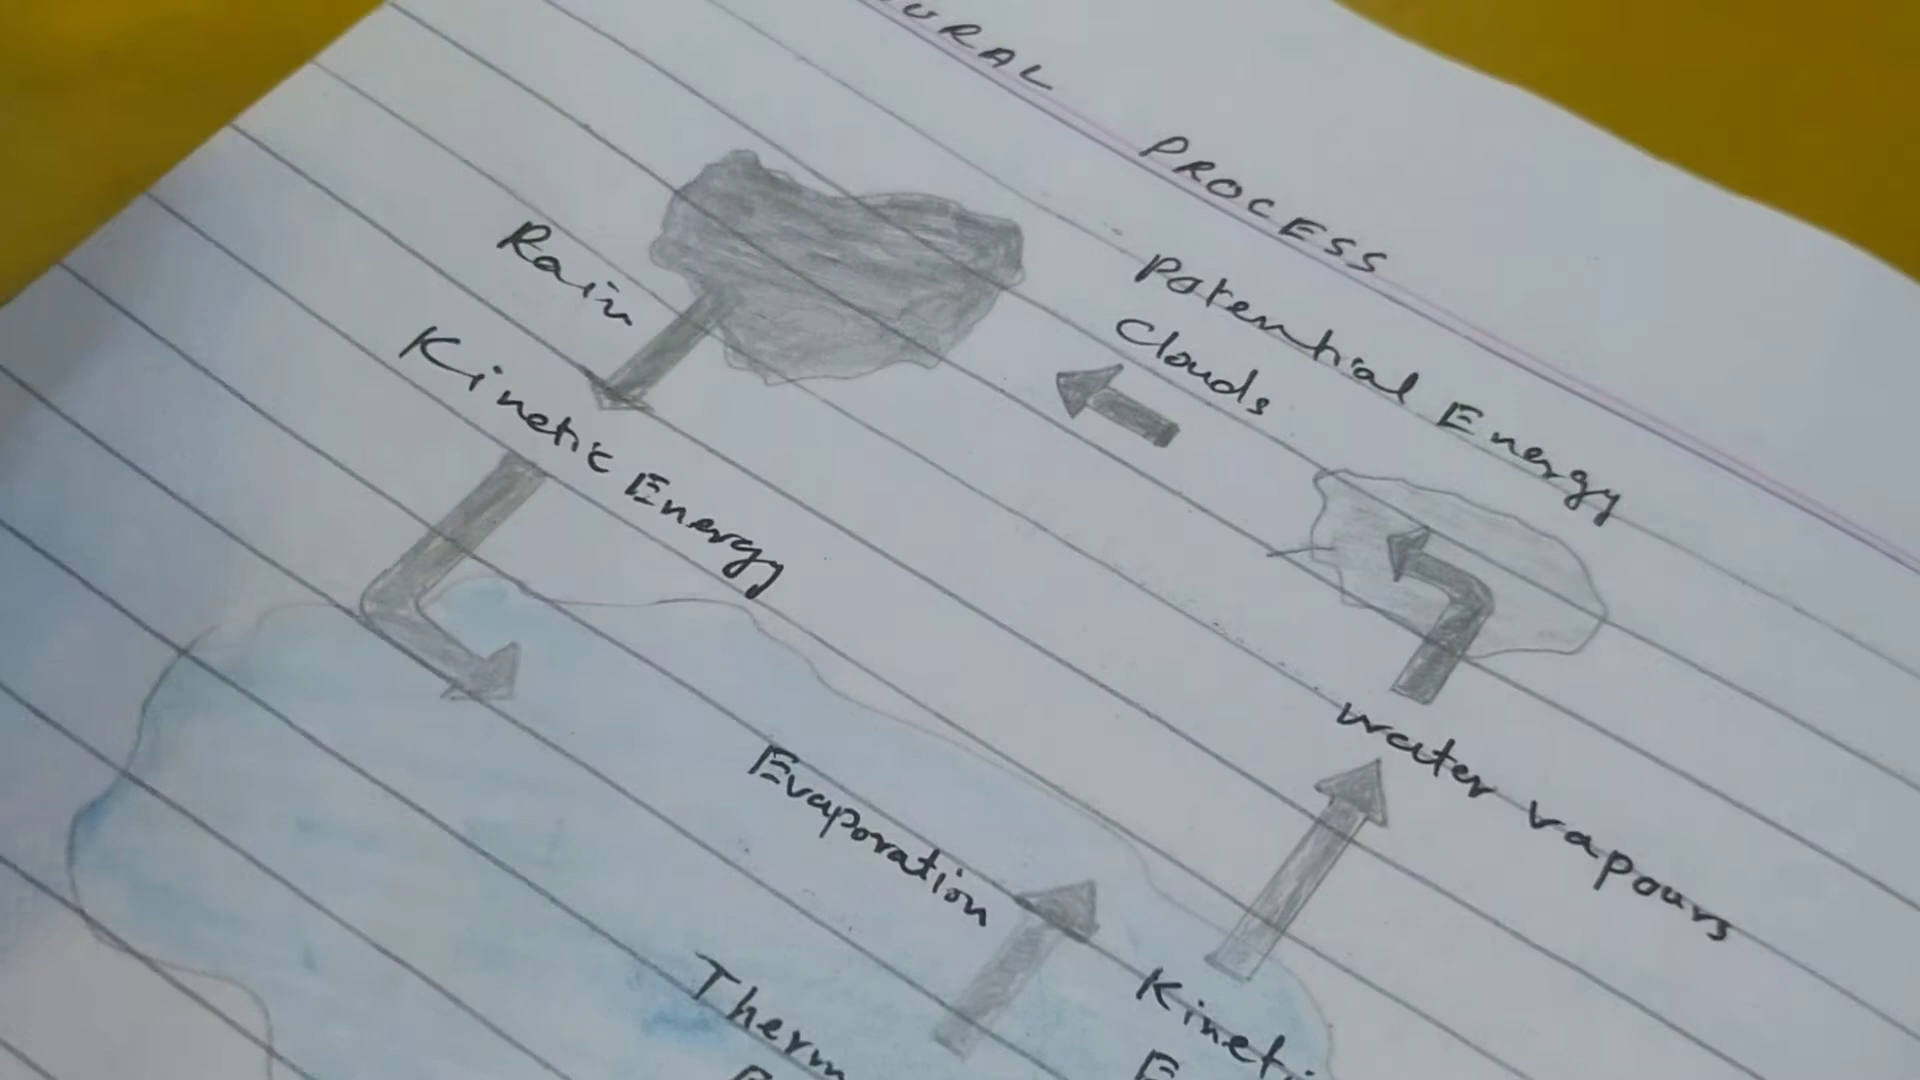 PROCESS
Potential Energy
Clouds
Rain
Kinetic Energy
water vapours
Evaporation